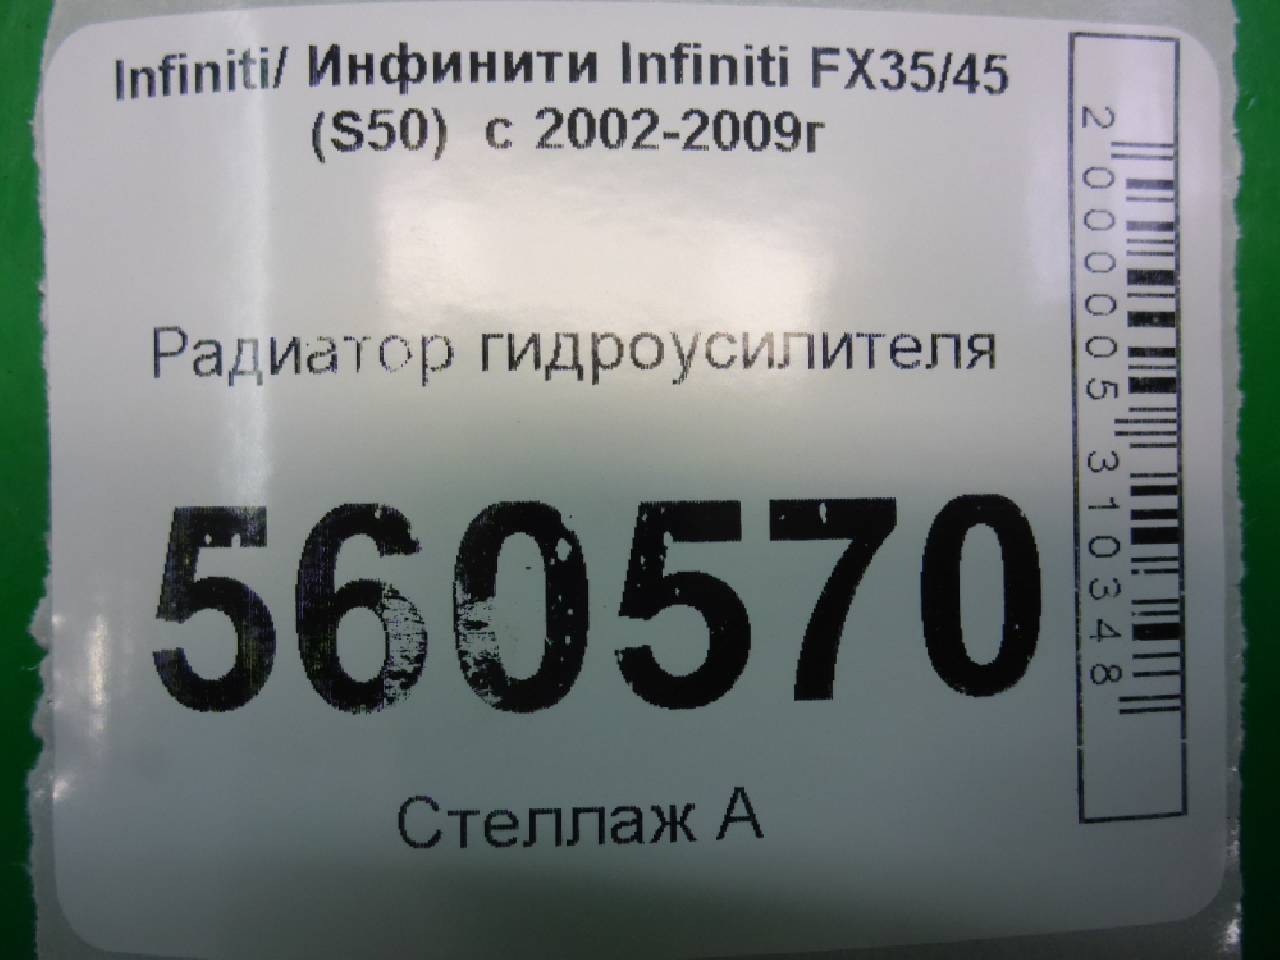 Infiniti/ Инфинити Infiniti FX35/45
(S50) с 2002-2009г
Радиатор гидроусилителя
560570
Стеллаж А
2000005310348